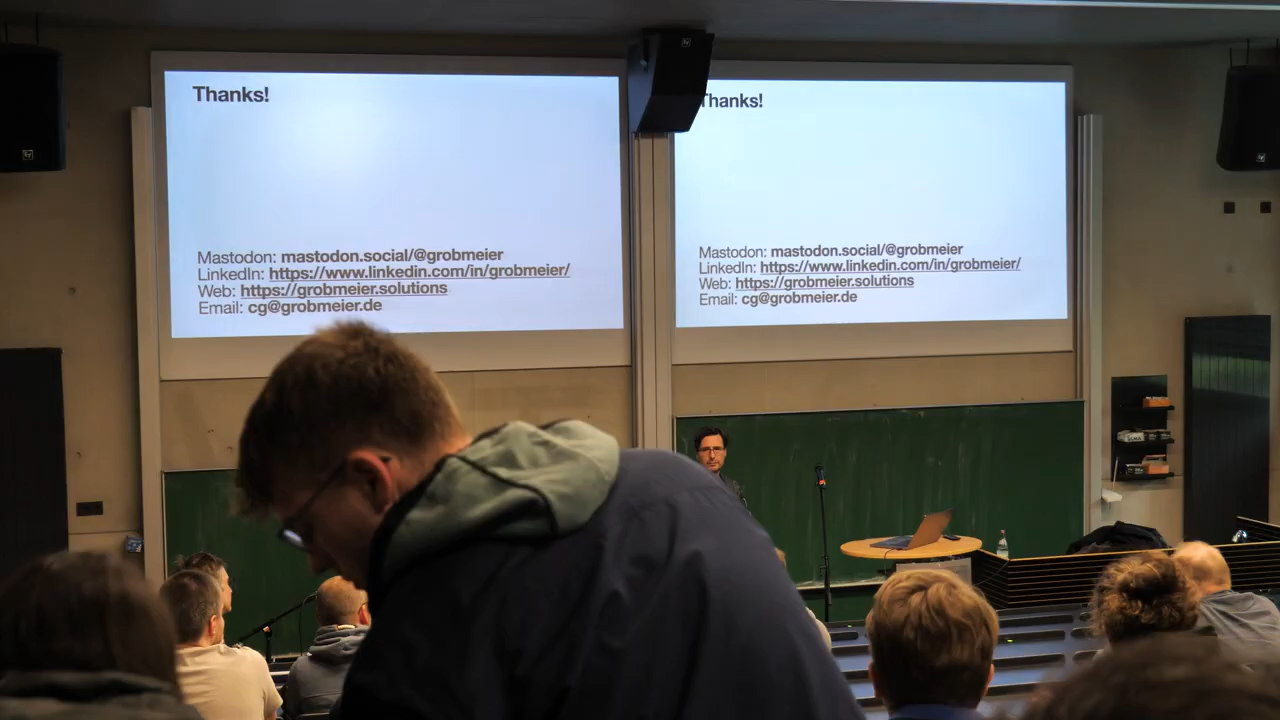 Thanks!
Mastodon: mastodon.social/@grobmeier
LinkedIn: https://www.linkedin.com/in/grobmeier/
Web: https://grobmeier.solutions
Email: cg@grobmeier.de
Thanks!
Mastodon: mastodon.social/@grobmeier
LinkedIn: https://www.linkedin.com/in/grobmeier/
Web: https://grobmeier.solutions
Email: cg@grobmeier.de